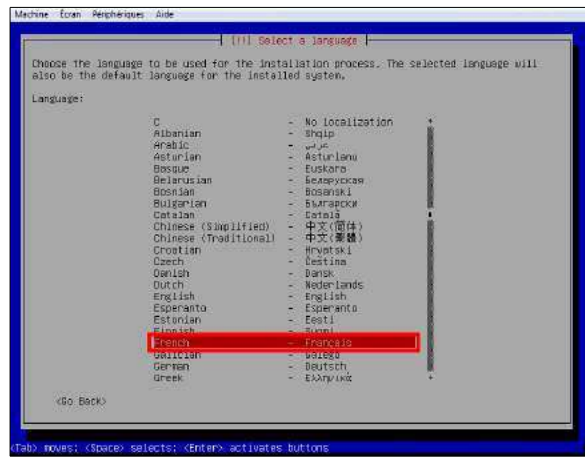 Machine Écran Périphériques Aide
[!!] Select a language
Choose the language to be used for the installation process. The selected language will
also be the default language for the installed system.
Language:
C - No localization
Albanian - Shqip
Arabic - عربي
Asturian - Asturianu
Basque - Euskara
Belarusian - Беларуская
Bosnian - Bosanski
Bulgarian - Български
Catalan - Català
Chinese (Simplified) - 中文(简体)
Chinese (Traditional) - 中文(繁體)
Croatian - Hrvatski
Czech - Čeština
Danish - Dansk
Dutch - Nederlands
English - English
Esperanto - Esperanto
Estonian - Eesti
Finnish - Suomi
French - Français
Galician - Galego
German - Deutsch
Greek - Ελληνικά
<Go Back>
<Tab> moves; <Space> selects; <Enter> activates buttons